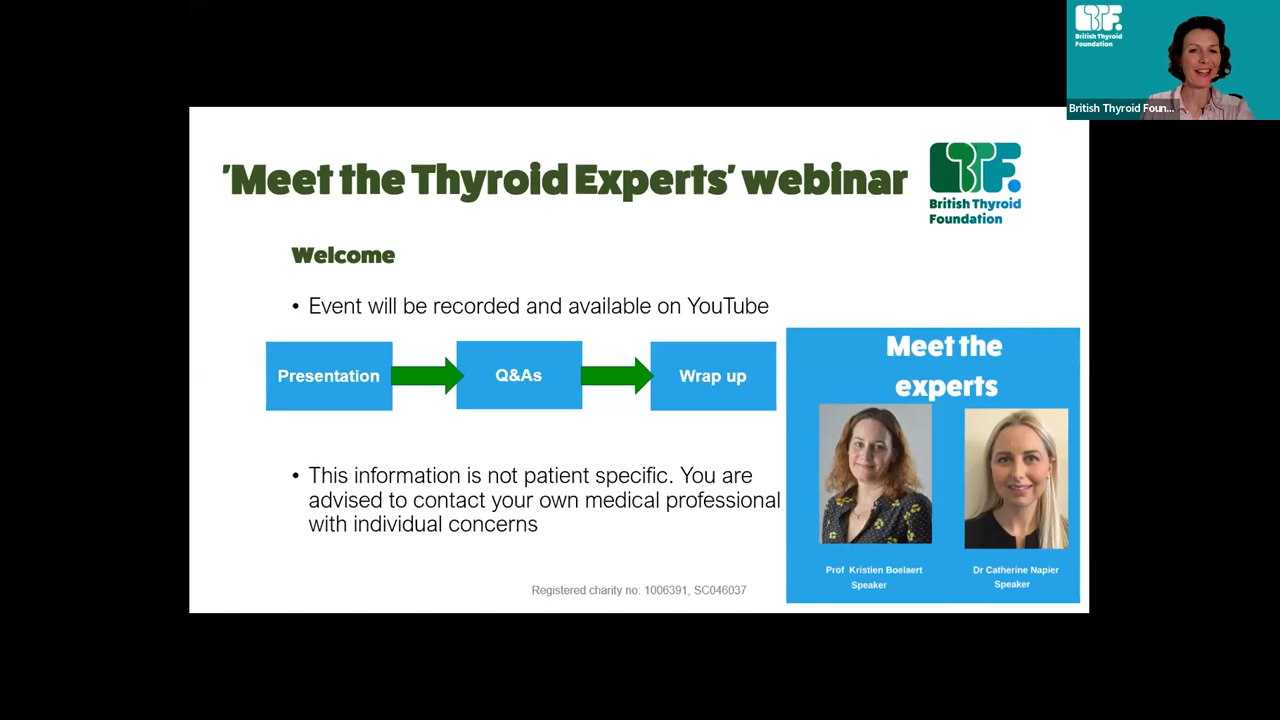 BTF.
British Thyroid
Foundation
British Thyroid Foun...
'Meet the Thyroid Experts' webinar
BTF.
British Thyroid
Foundation
Welcome
• Event will be recorded and available on YouTube
Presentation
Q&As
Wrap up
• This information is not patient specific. You are
advised to contact your own medical professional
with individual concerns
Meet the
experts
Prof Kristien Boelaert
Speaker
Dr Catherine Napier
Speaker
Registered charity no: 1006391, SC046037